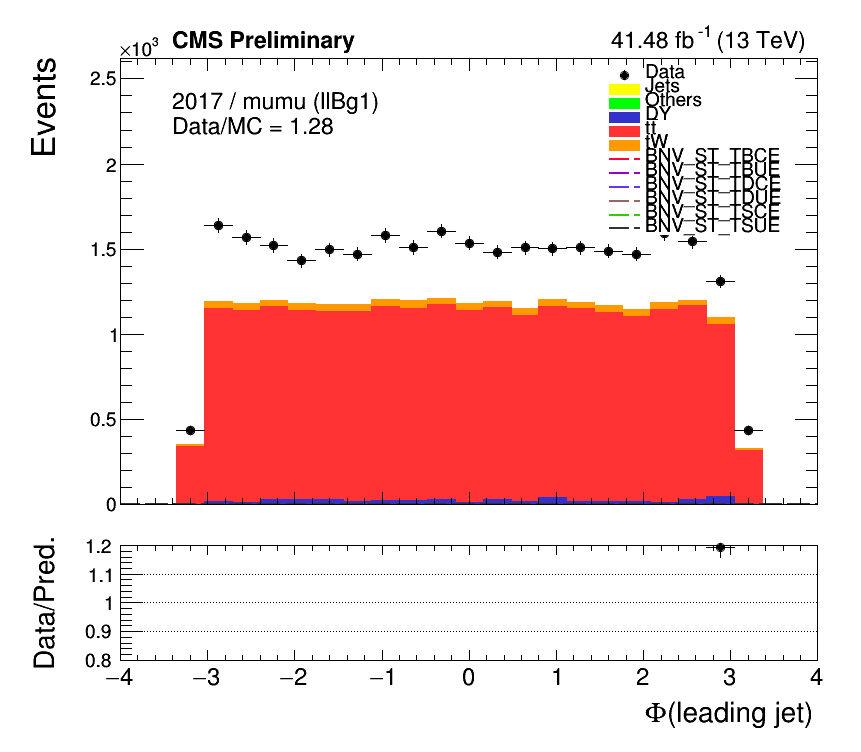 ×10³ CMS Preliminary 41.48 fb⁻¹ (13 TeV)
Events
2017 / mumu (llBg1)
Data/MC = 1.28
Data
Jets
Others
DY
tt
tW
BNV_ST_TBCE
BNV_ST_TBUE
BNV_ST_TDCE
BNV_ST_TDUE
BNV_ST_TSCE
BNV_ST_TSUE
2.5
2
1.5
1
0.5
0
Data/Pred.
1.2
1.1
1
0.9
0.8
−4 −3 −2 −1 0 1 2 3 4
Φ(leading jet)